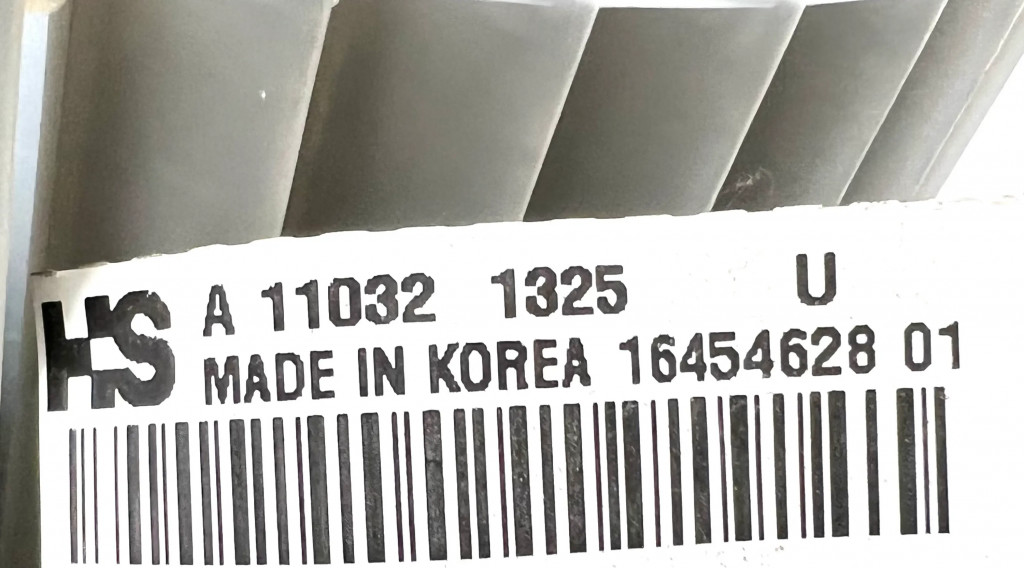 HS
A 11032 1325 U
MADE IN KOREA 16454628 01